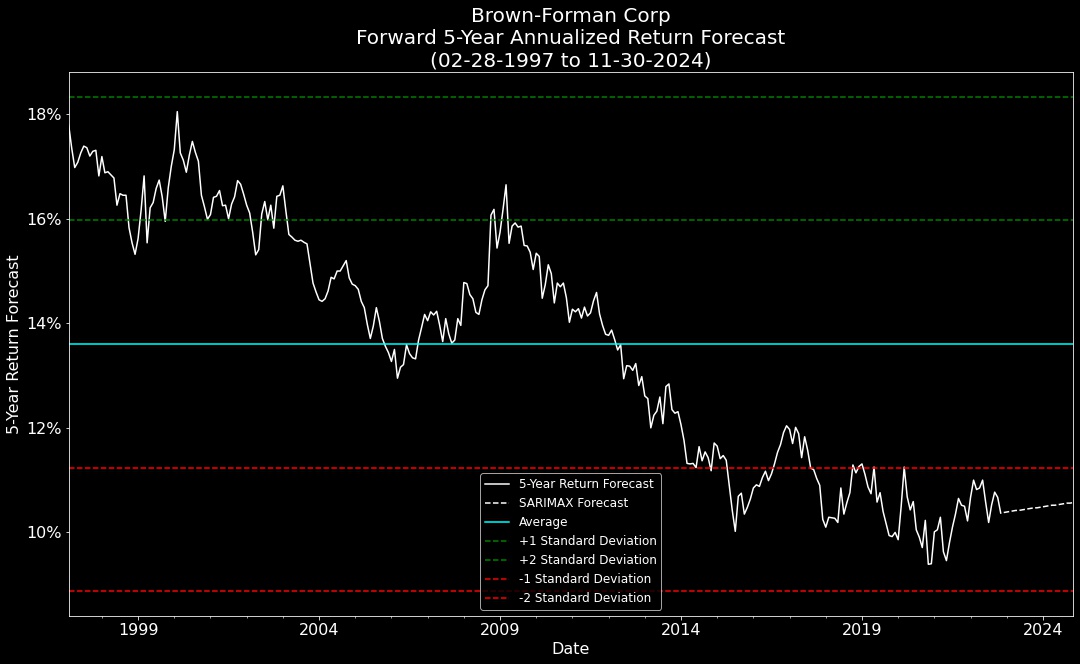 Brown-Forman Corp
Forward 5-Year Annualized Return Forecast
(02-28-1997 to 11-30-2024)
5-Year Return Forecast
18%
16%
14%
12%
10%
5-Year Return Forecast
SARIMAX Forecast
Average
+1 Standard Deviation
+2 Standard Deviation
-1 Standard Deviation
-2 Standard Deviation
1999 2004 2009 2014 2019 2024
Date